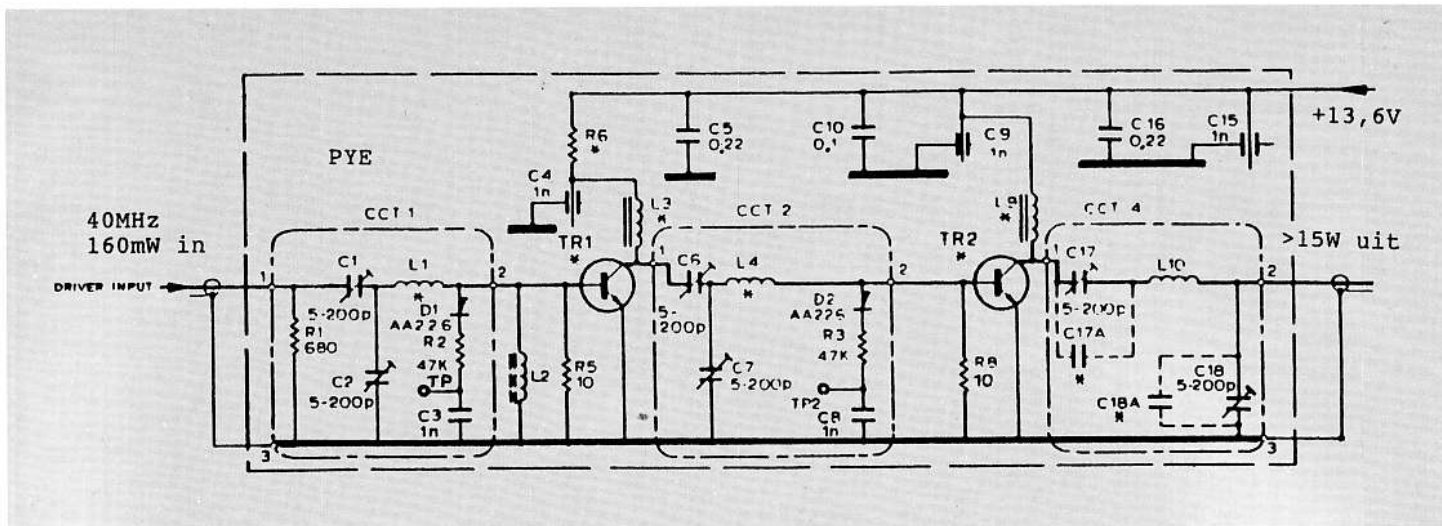 +13,6V
PYE
R6
*
C5
0,22
C10
0,1
C9
1n
C16
0,22
C15
1n
C4
1n
L3
*
L9
*
40MHz
160mW in
CCT 1
CCT 2
CCT 4
>15W uit
TR1
*
TR2
*
DRIVER INPUT
1
C1
5-200p
L1
*
2
1
C6
5-200p
L4
*
2
1
C17
5-200p
L10
2
R1
680
D1
AA226
R2
47K
TP
C2
5-200p
C3
1n
L2
R5
10
C7
5-200p
D2
AA226
R3
47K
TP2
C8
1n
R8
10
C17A
*
C18A
*
C18
5-200p
3
3